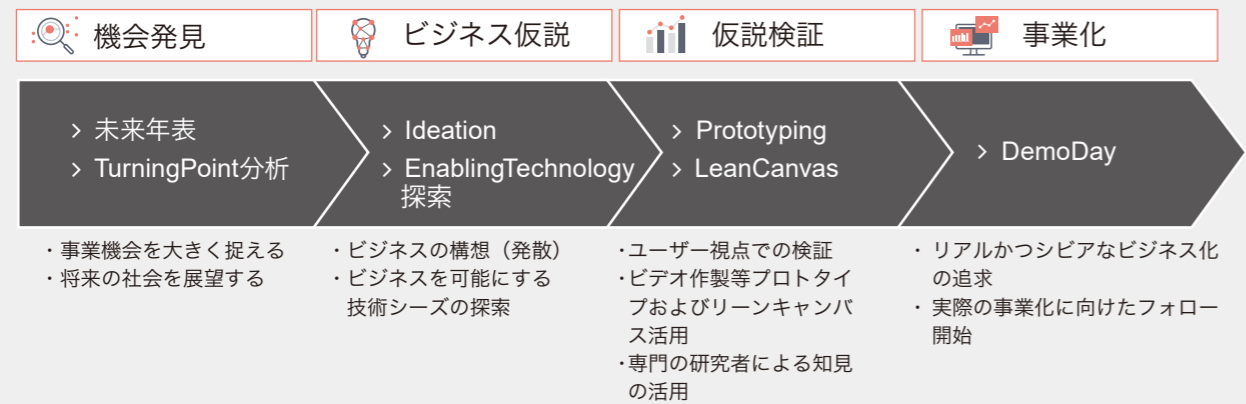 機会発見
ビジネス仮説
仮説検証
事業化
> 未来年表
> TurningPoint分析
> Ideation
> EnablingTechnology
探索
> Prototyping
> LeanCanvas
> DemoDay
・事業機会を大きく捉える
・将来の社会を展望する
・ビジネスの構想（発散）
・ビジネスを可能にする
技術シーズの探索
・ユーザー視点での検証
・ビデオ作製等プロトタイ
プおよびリーンキャンバ
ス活用
・専門の研究者による知見
の活用
・リアルかつシビアなビジネス化
の追求
・実際の事業化に向けたフォロー
開始